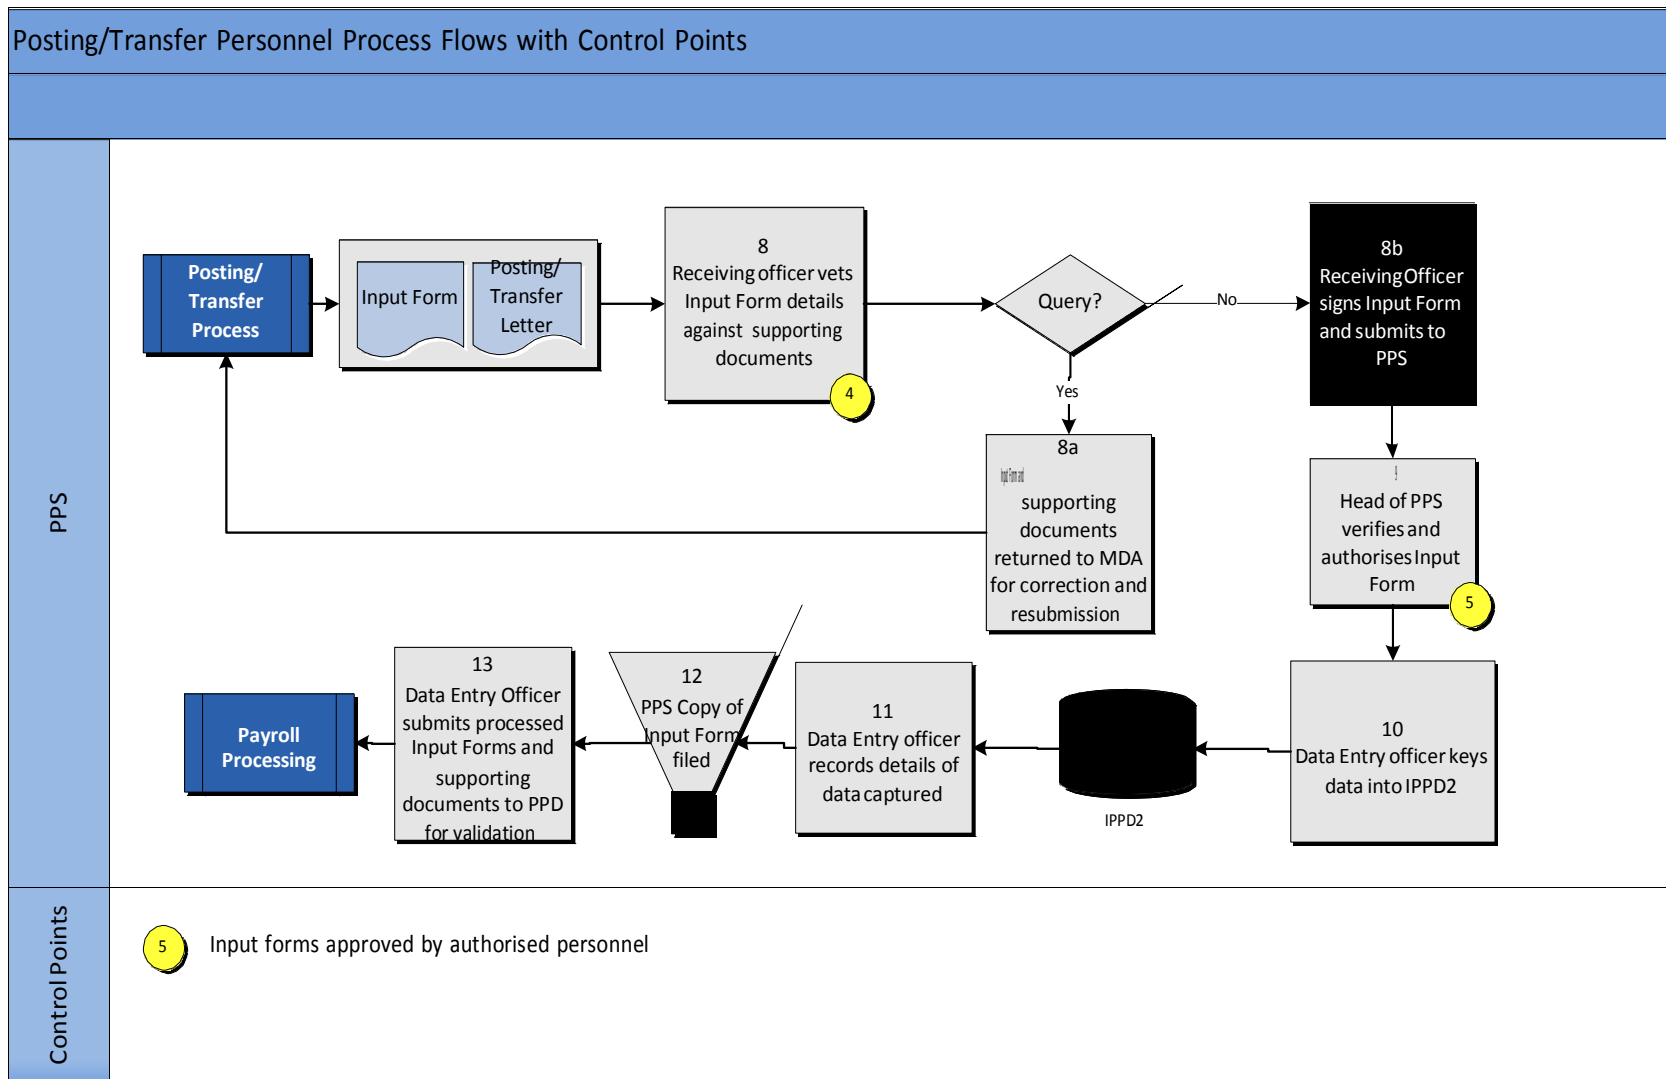 Posting/Transfer Personnel Process Flows with Control Points
PPS
Posting/
Transfer
Process
Input Form
Posting/
Transfer
Letter
8
Receiving officer vets
Input Form details
against supporting
documents
4
Query?
No
Yes
8b
Receiving Officer
signs Input Form
and submits to
PPS
8a
Input Form and
supporting
documents
returned to MDA
for correction and
resubmission
9
Head of PPS
verifies and
authorises Input
Form
5
10
Data Entry officer keys
data into IPPD2
IPPD2
11
Data Entry officer
records details of
data captured
12
PPS Copy of
Input Form
filed
13
Data Entry Officer
submits processed
Input Forms and
supporting
documents to PPD
for validation
Payroll
Processing
Control Points
5
Input forms approved by authorised personnel